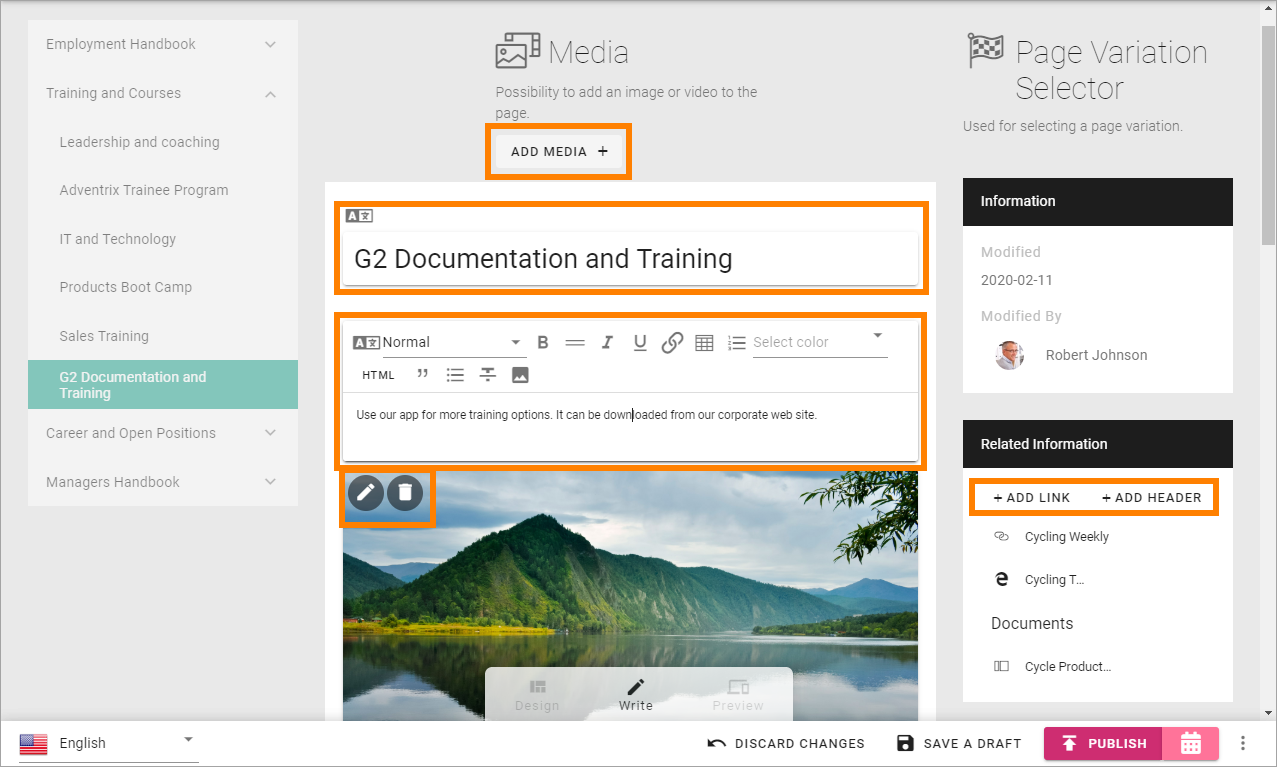 Employment Handbook
Training and Courses
Leadership and coaching
Adventrix Trainee Program
IT and Technology
Products Boot Camp
Sales Training
G2 Documentation and
Training
Career and Open Positions
Managers Handbook
Media
Possibility to add an image or video to the
page.
ADD MEDIA +
A文
G2 Documentation and Training
A文 Normal B I U Select color
HTML
Use our app for more training options. It can be downloaded from our corporate web site.
Design Write Preview
Page Variation
Selector
Used for selecting a page variation.
Information
Modified
2020-02-11
Modified By
Robert Johnson
Related Information
+ ADD LINK + ADD HEADER
Cycling Weekly
Cycling T...
Documents
Cycle Product...
English DISCARD CHANGES SAVE A DRAFT PUBLISH